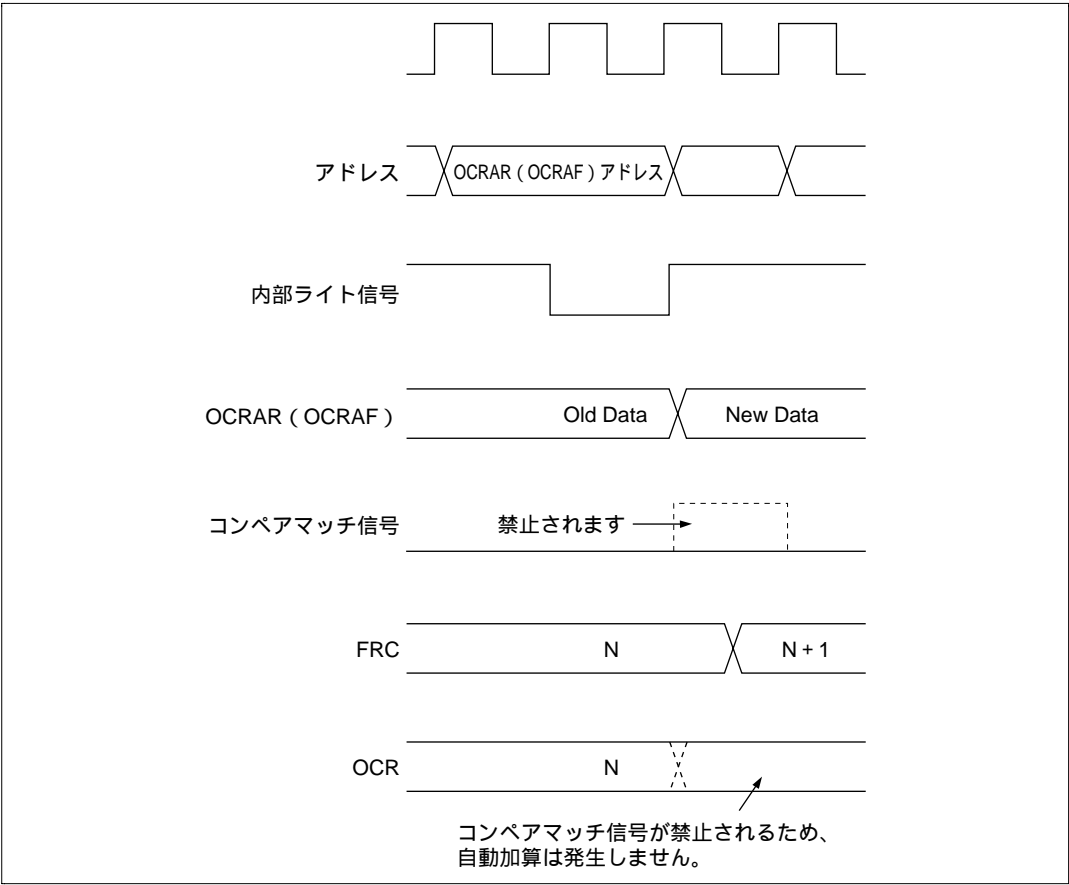 アドレス
OCRAR（OCRAF）アドレス
内部ライト信号
OCRAR（OCRAF）
Old Data
New Data
コンペアマッチ信号
禁止されます
FRC
N
N + 1
OCR
N
コンペアマッチ信号が禁止されるため、
自動加算は発生しません。